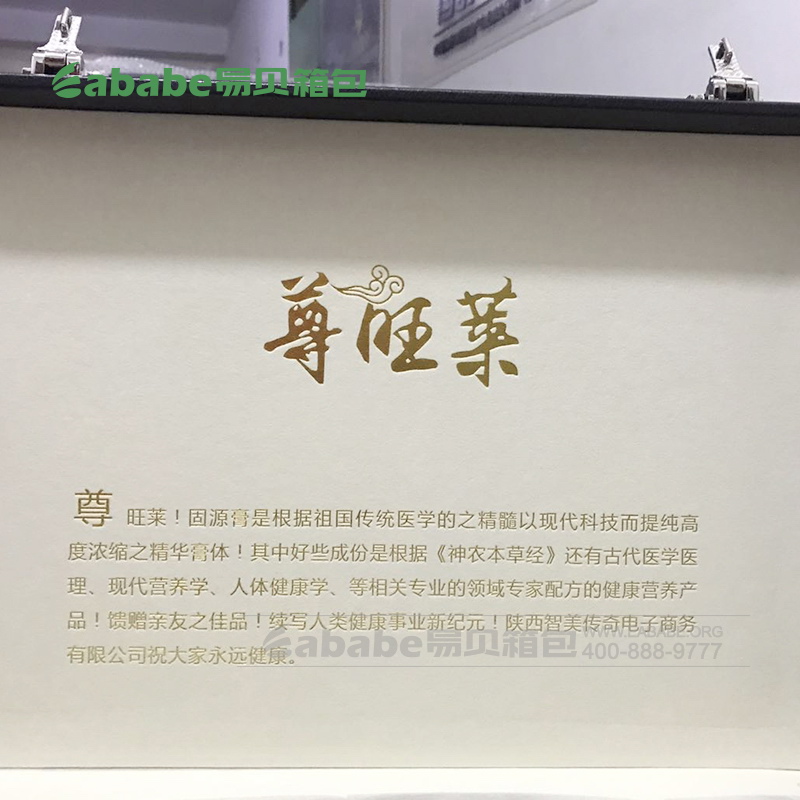 Eababe易贝箱包
尊旺莱
尊 旺莱！固源膏是根据祖国传统医学的之精髓以现代科技而提纯高
度浓缩之精华膏体！其中好些成份是根据《神农本草经》还有古代医学医
理、现代营养学、人体健康学、等相关专业的领域专家配方的健康营养产
品！馈赠亲友之佳品！续写人类健康事业新纪元！陕西智美传奇电子商务
有限公司祝大家永远健康。
Eababe易贝箱包
WWW.EABABE.ORG
400-888-9777